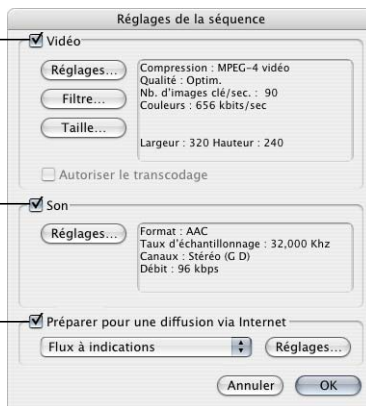 Réglages de la séquence
Vidéo
Réglages...
Filtre...
Taille...
Compression : MPEG-4 vidéo
Qualité : Optim.
Nb. d'images clé/sec. : 90
Couleurs : 656 kbits/sec
Largeur : 320 Hauteur : 240
Autoriser le transcodage
Son
Réglages...
Format : AAC
Taux d'échantillonnage : 32,000 Khz
Canaux : Stéréo (G D)
Débit : 96 kbps
Préparer pour une diffusion via Internet
Flux à indications
Réglages...
Annuler
OK